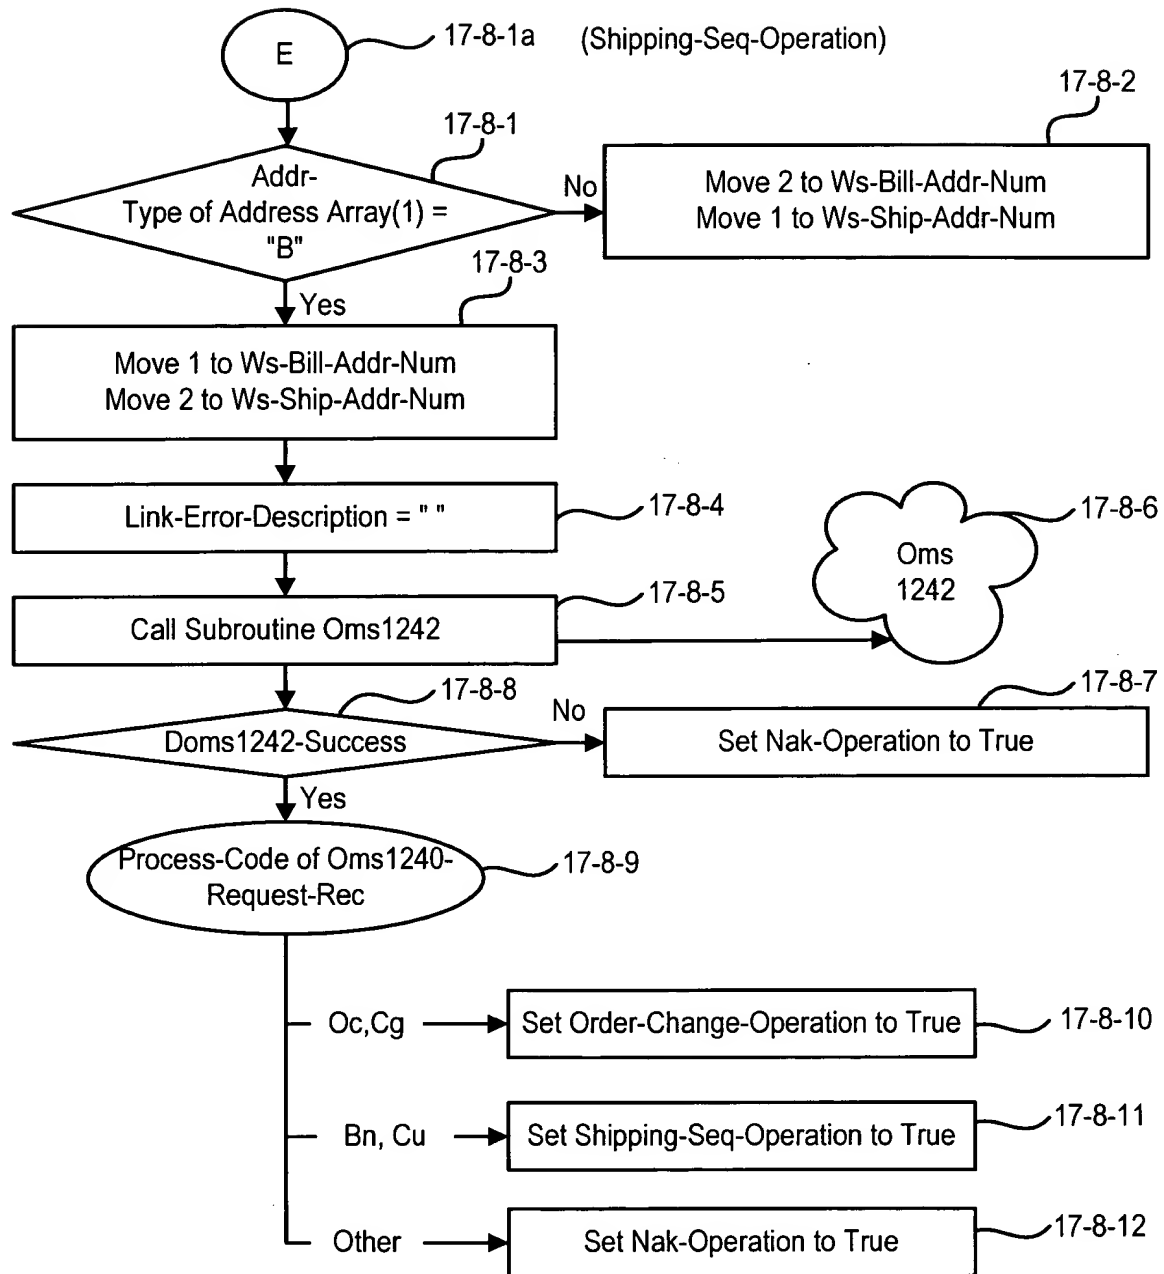 E
17-8-1a
(Shipping-Seq-Operation)
17-8-1
17-8-2
Addr-
Type of Address Array(1) =
"B"
No
Move 2 to Ws-Bill-Addr-Num
Move 1 to Ws-Ship-Addr-Num
17-8-3
Yes
Move 1 to Ws-Bill-Addr-Num
Move 2 to Ws-Ship-Addr-Num
Link-Error-Description = " "
17-8-4
17-8-6
Oms
1242
17-8-5
Call Subroutine Oms1242
17-8-8
17-8-7
Doms1242-Success
No
Set Nak-Operation to True
Yes
Process-Code of Oms1240-
Request-Rec
17-8-9
Oc,Cg
Set Order-Change-Operation to True
17-8-10
Bn, Cu
Set Shipping-Seq-Operation to True
17-8-11
Other
Set Nak-Operation to True
17-8-12